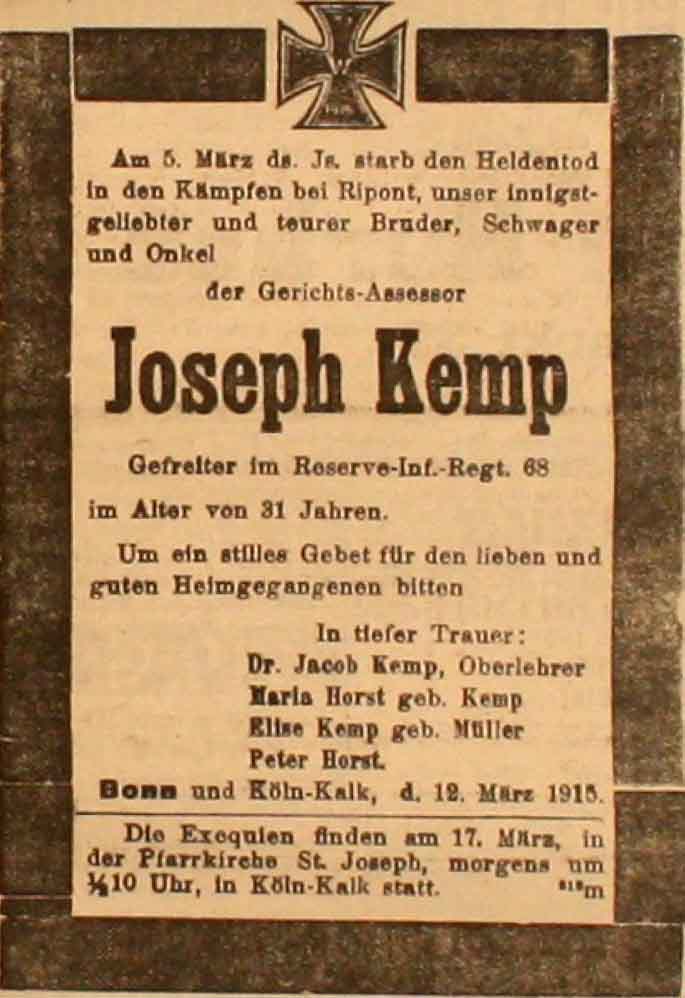 Am 5. März ds. Js. starb den Heldentod
in den Kämpfen bei Ripont, unser innigst-
geliebter und teurer Bruder, Schwager
und Onkel
der Gerichts-Assessor
Joseph Kemp
Gefreiter im Reserve-Inf.-Regt. 68
im Alter von 31 Jahren.
Um ein stilles Gebet für den lieben und
guten Heimgegangenen bitten
In tiefer Trauer:
Dr. Jacob Kemp, Oberlehrer
Maria Horst geb. Kemp
Elise Kemp geb. Müller
Peter Horst.
Bonn und Köln-Kalk, d. 12. März 1915.
Die Exequien finden am 17. März, in
der Pfarrkirche St. Joseph, morgens um
½10 Uhr, in Köln-Kalk statt.